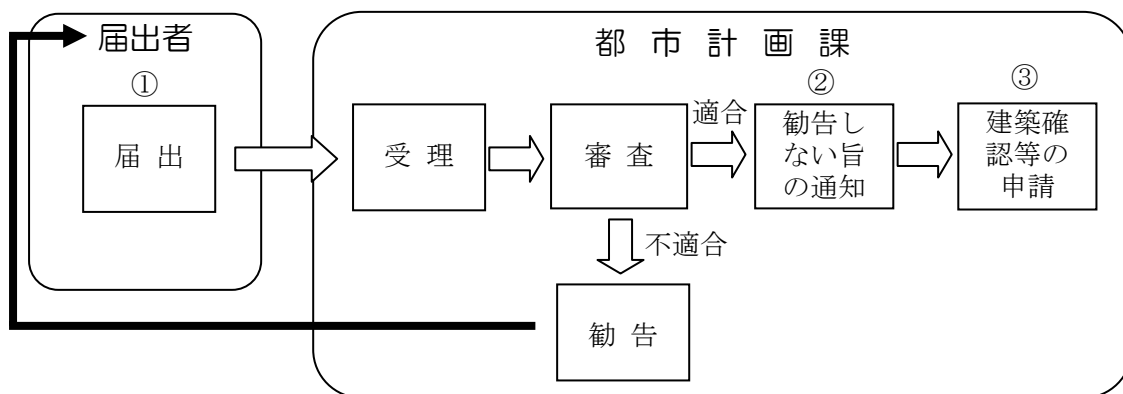 届出者
①
届 出
都 市 計 画 課
受 理
審 査
適合
②
勧告し
ない旨
の通知
③
建築確
認等の
申請
不適合
勧 告